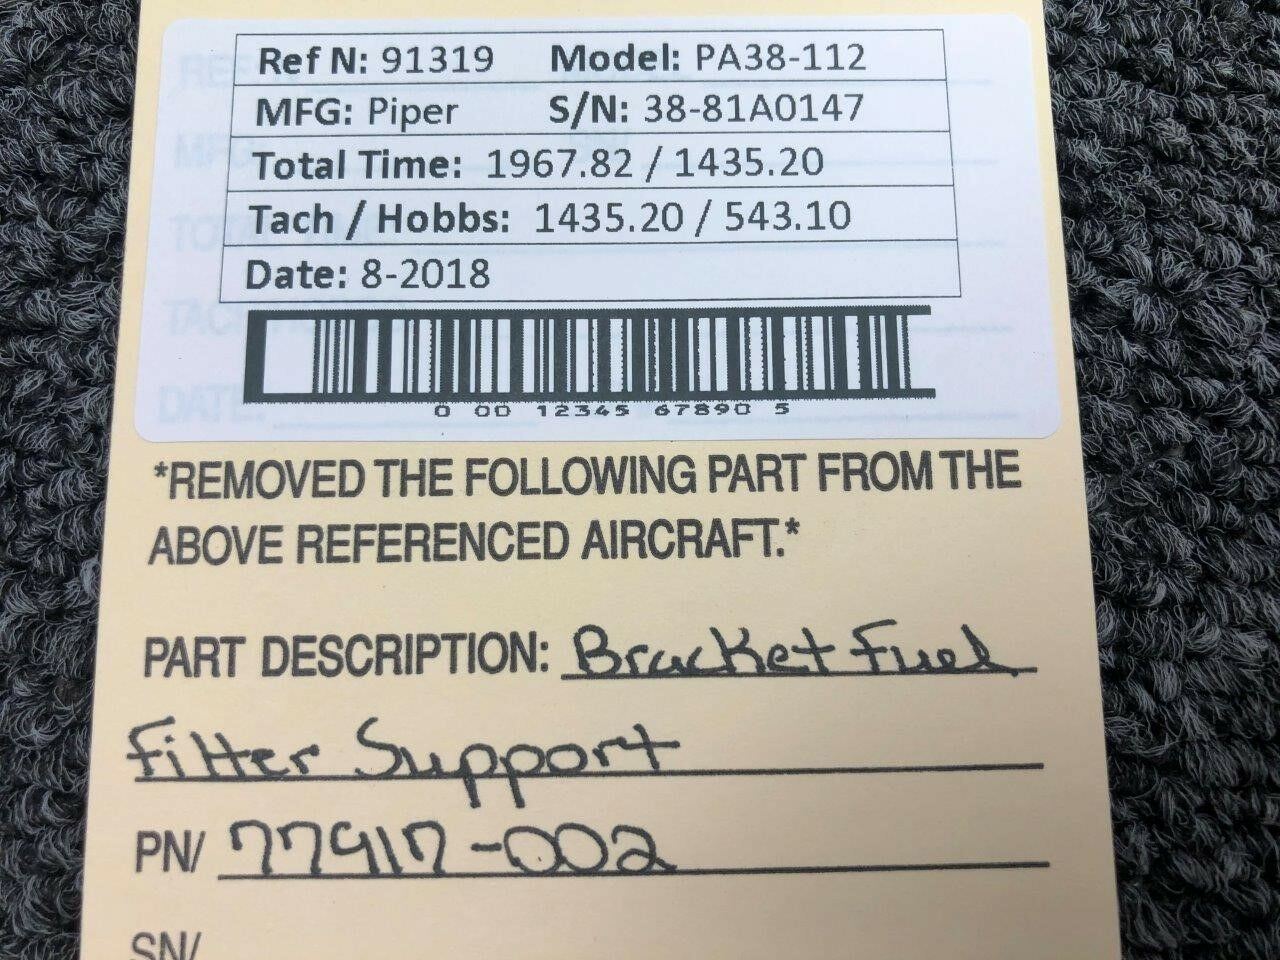 Ref N: 91319 Model: PA38-112
MFG: Piper S/N: 38-81A0147
Total Time: 1967.82 / 1435.20
Tach / Hobbs: 1435.20 / 543.10
Date: 8-2018
0 00 12345 67890 5
*REMOVED THE FOLLOWING PART FROM THE
ABOVE REFERENCED AIRCRAFT.*
PART DESCRIPTION: Bracket Fuel
Filter Support
PN/ 77917-002
SN/